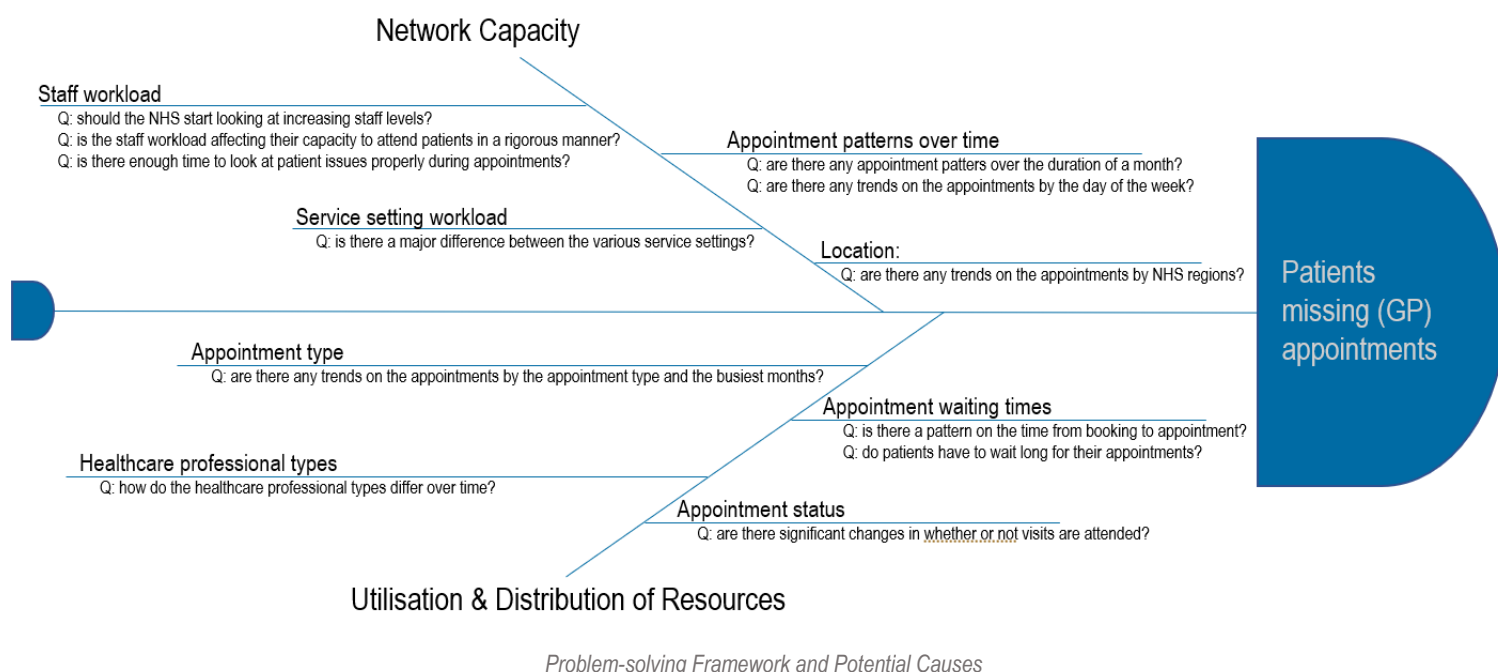 Network Capacity
Staff workload
Q: should the NHS start looking at increasing staff levels?
Q: is the staff workload affecting their capacity to attend patients in a rigorous manner?
Q: is there enough time to look at patient issues properly during appointments?
Appointment patterns over time
Q: are there any appointment patters over the duration of a month?
Q: are there any trends on the appointments by the day of the week?
Service setting workload
Q: is there a major difference between the various service settings?
Location:
Q: are there any trends on the appointments by NHS regions?
Patients
missing (GP)
appointments
Appointment type
Q: are there any trends on the appointments by the appointment type and the busiest months?
Appointment waiting times
Q: is there a pattern on the time from booking to appointment?
Q: do patients have to wait long for their appointments?
Healthcare professional types
Q: how do the healthcare professional types differ over time?
Appointment status
Q: are there significant changes in whether or not visits are attended?
Utilisation & Distribution of Resources
Problem-solving Framework and Potential Causes